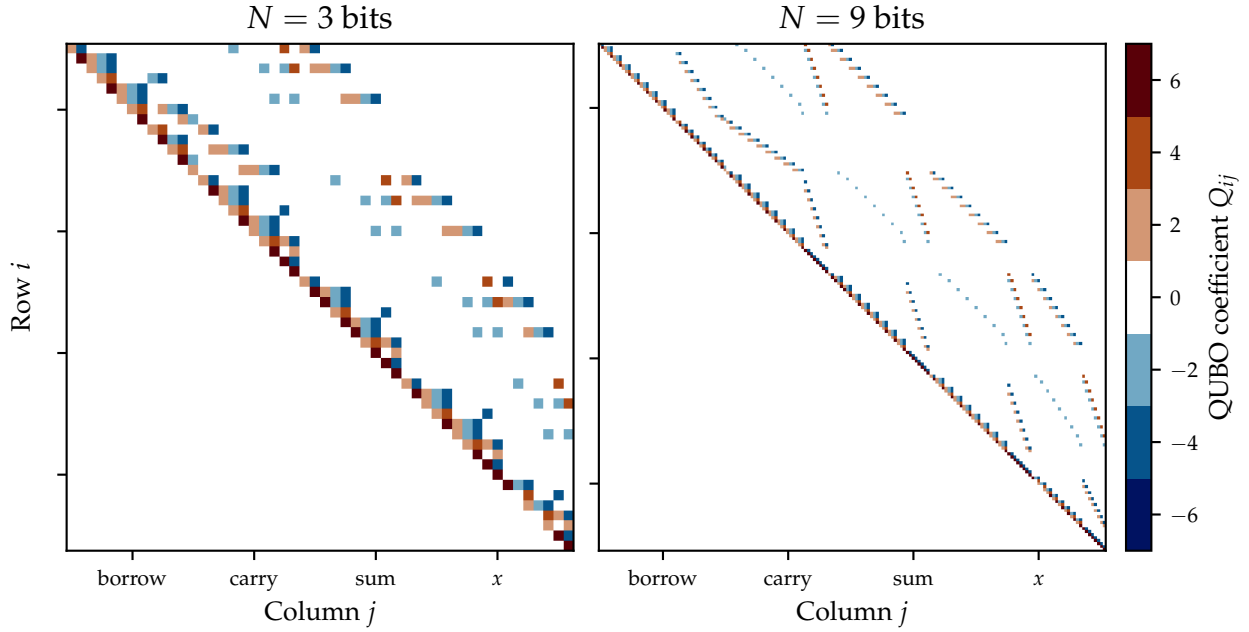 N = 3 bits
N = 9 bits
Row i
borrow
carry
sum
x
Column j
borrow
carry
sum
x
Column j
6
4
2
0
−2
−4
−6
QUBO coefficient Qij